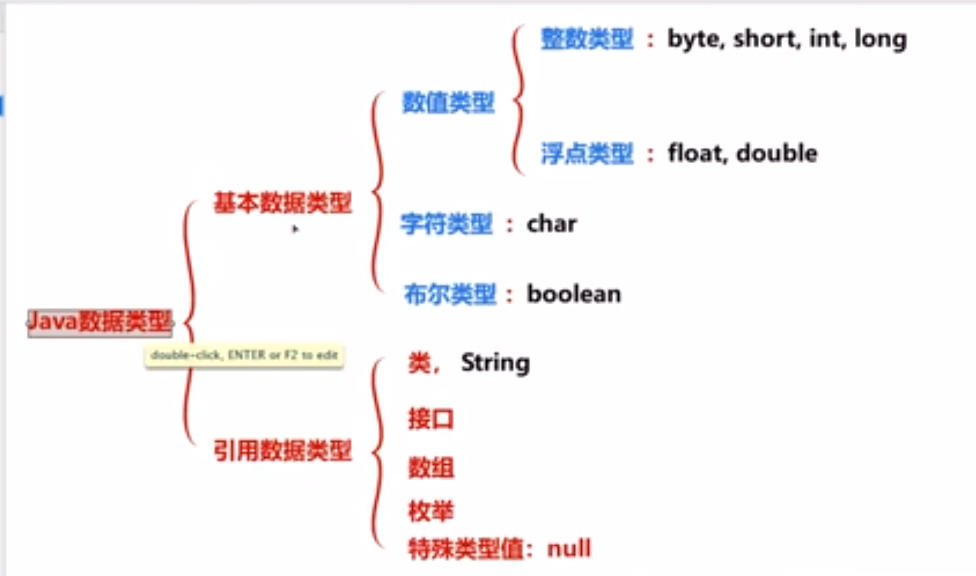 整数类型 ： byte, short, int, long
数值类型
浮点类型 ： float, double
基本数据类型
字符类型 ： char
布尔类型 ： boolean
Java数据类型
double-click, ENTER or F2 to edit
类， String
接口
引用数据类型
数组
枚举
特殊类型值：null